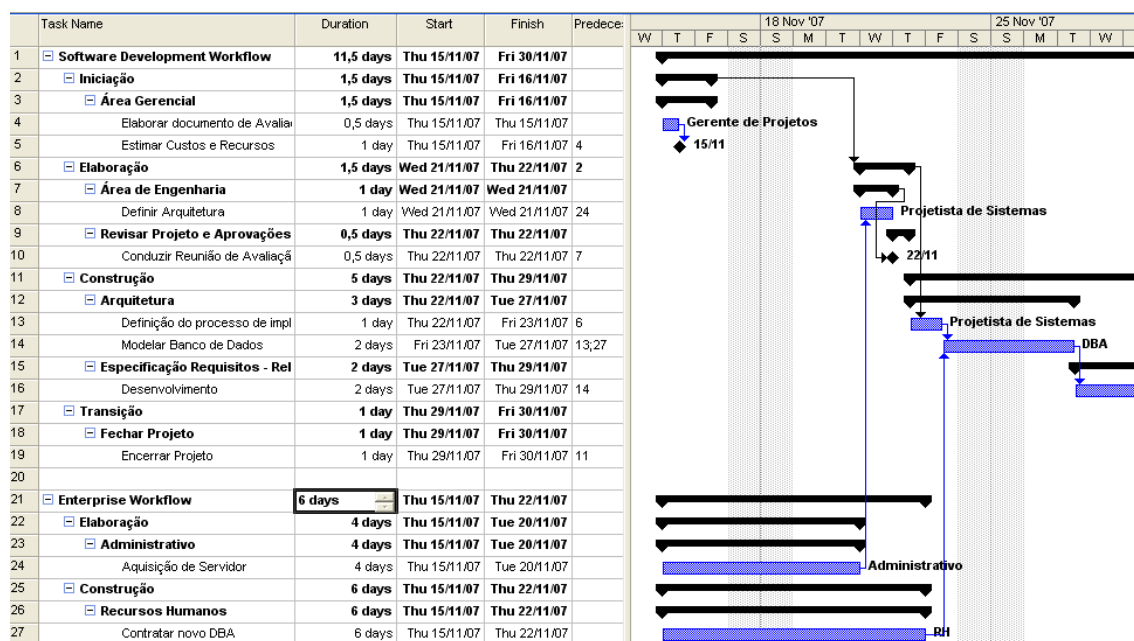 Task Name Duration Start Finish Predece: 18 Nov '07 25 Nov '07
W T F S S M T W T F S S M T W
1 Software Development Workflow 11,5 days Thu 15/11/07 Fri 30/11/07
2 Iniciação 1,5 days Thu 15/11/07 Fri 16/11/07
3 Área Gerencial 1,5 days Thu 15/11/07 Fri 16/11/07
4 Elaborar documento de Avalia 0,5 days Thu 15/11/07 Thu 15/11/07 Gerente de Projetos
5 Estimar Custos e Recursos 1 day Thu 15/11/07 Fri 16/11/07 4 15/11
6 Elaboração 1,5 days Wed 21/11/07 Thu 22/11/07 2
7 Área de Engenharia 1 day Wed 21/11/07 Wed 21/11/07
8 Definir Arquitetura 1 day Wed 21/11/07 Wed 21/11/07 24 Projetista de Sistemas
9 Revisar Projeto e Aprovações 0,5 days Thu 22/11/07 Thu 22/11/07
10 Conduzir Reunião de Avaliaçã 0,5 days Thu 22/11/07 Thu 22/11/07 7 22/11
11 Construção 5 days Thu 22/11/07 Thu 29/11/07
12 Arquitetura 3 days Thu 22/11/07 Tue 27/11/07
13 Definição do processo de impl 1 day Thu 22/11/07 Fri 23/11/07 6 Projetista de Sistemas
14 Modelar Banco de Dados 2 days Fri 23/11/07 Tue 27/11/07 13;27 DBA
15 Especificação Requisitos - Rel 2 days Tue 27/11/07 Thu 29/11/07
16 Desenvolvimento 2 days Tue 27/11/07 Thu 29/11/07 14
17 Transição 1 day Thu 29/11/07 Fri 30/11/07
18 Fechar Projeto 1 day Thu 29/11/07 Fri 30/11/07
19 Encerrar Projeto 1 day Thu 29/11/07 Fri 30/11/07 11
20
21 Enterprise Workflow 6 days Thu 15/11/07 Thu 22/11/07
22 Elaboração 4 days Thu 15/11/07 Tue 20/11/07
23 Administrativo 4 days Thu 15/11/07 Tue 20/11/07
24 Aquisição de Servidor 4 days Thu 15/11/07 Tue 20/11/07 Administrativo
25 Construção 6 days Thu 15/11/07 Thu 22/11/07
26 Recursos Humanos 6 days Thu 15/11/07 Thu 22/11/07
27 Contratar novo DBA 6 days Thu 15/11/07 Thu 22/11/07 RH